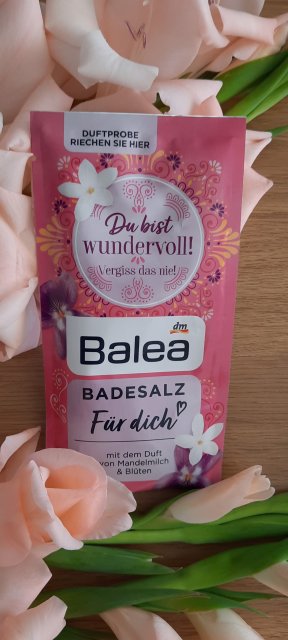 DUFTPROBE
RIECHEN SIE HIER
Du bist
wundervoll!
Vergiss das nie!
dm
Balea
BADESALZ
Für dich
mit dem Duft
von Mandelmilch
& Blüten